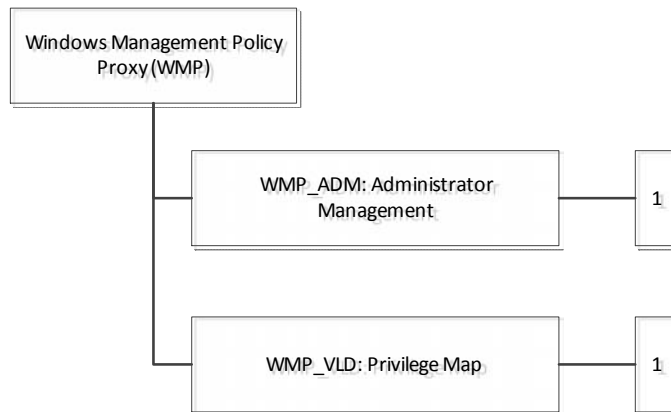 Windows Management Policy
Proxy (WMP)
WMP_ADM: Administrator
Management
1
WMP_VLD: Privilege Map
1